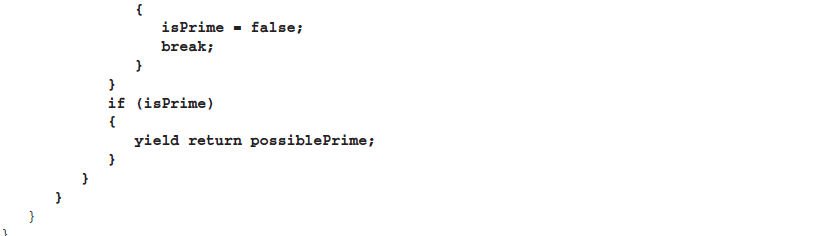 {
isPrime = false;
break;
}
}
if (isPrime)
{
yield return possiblePrime;
}
}
}
}
}